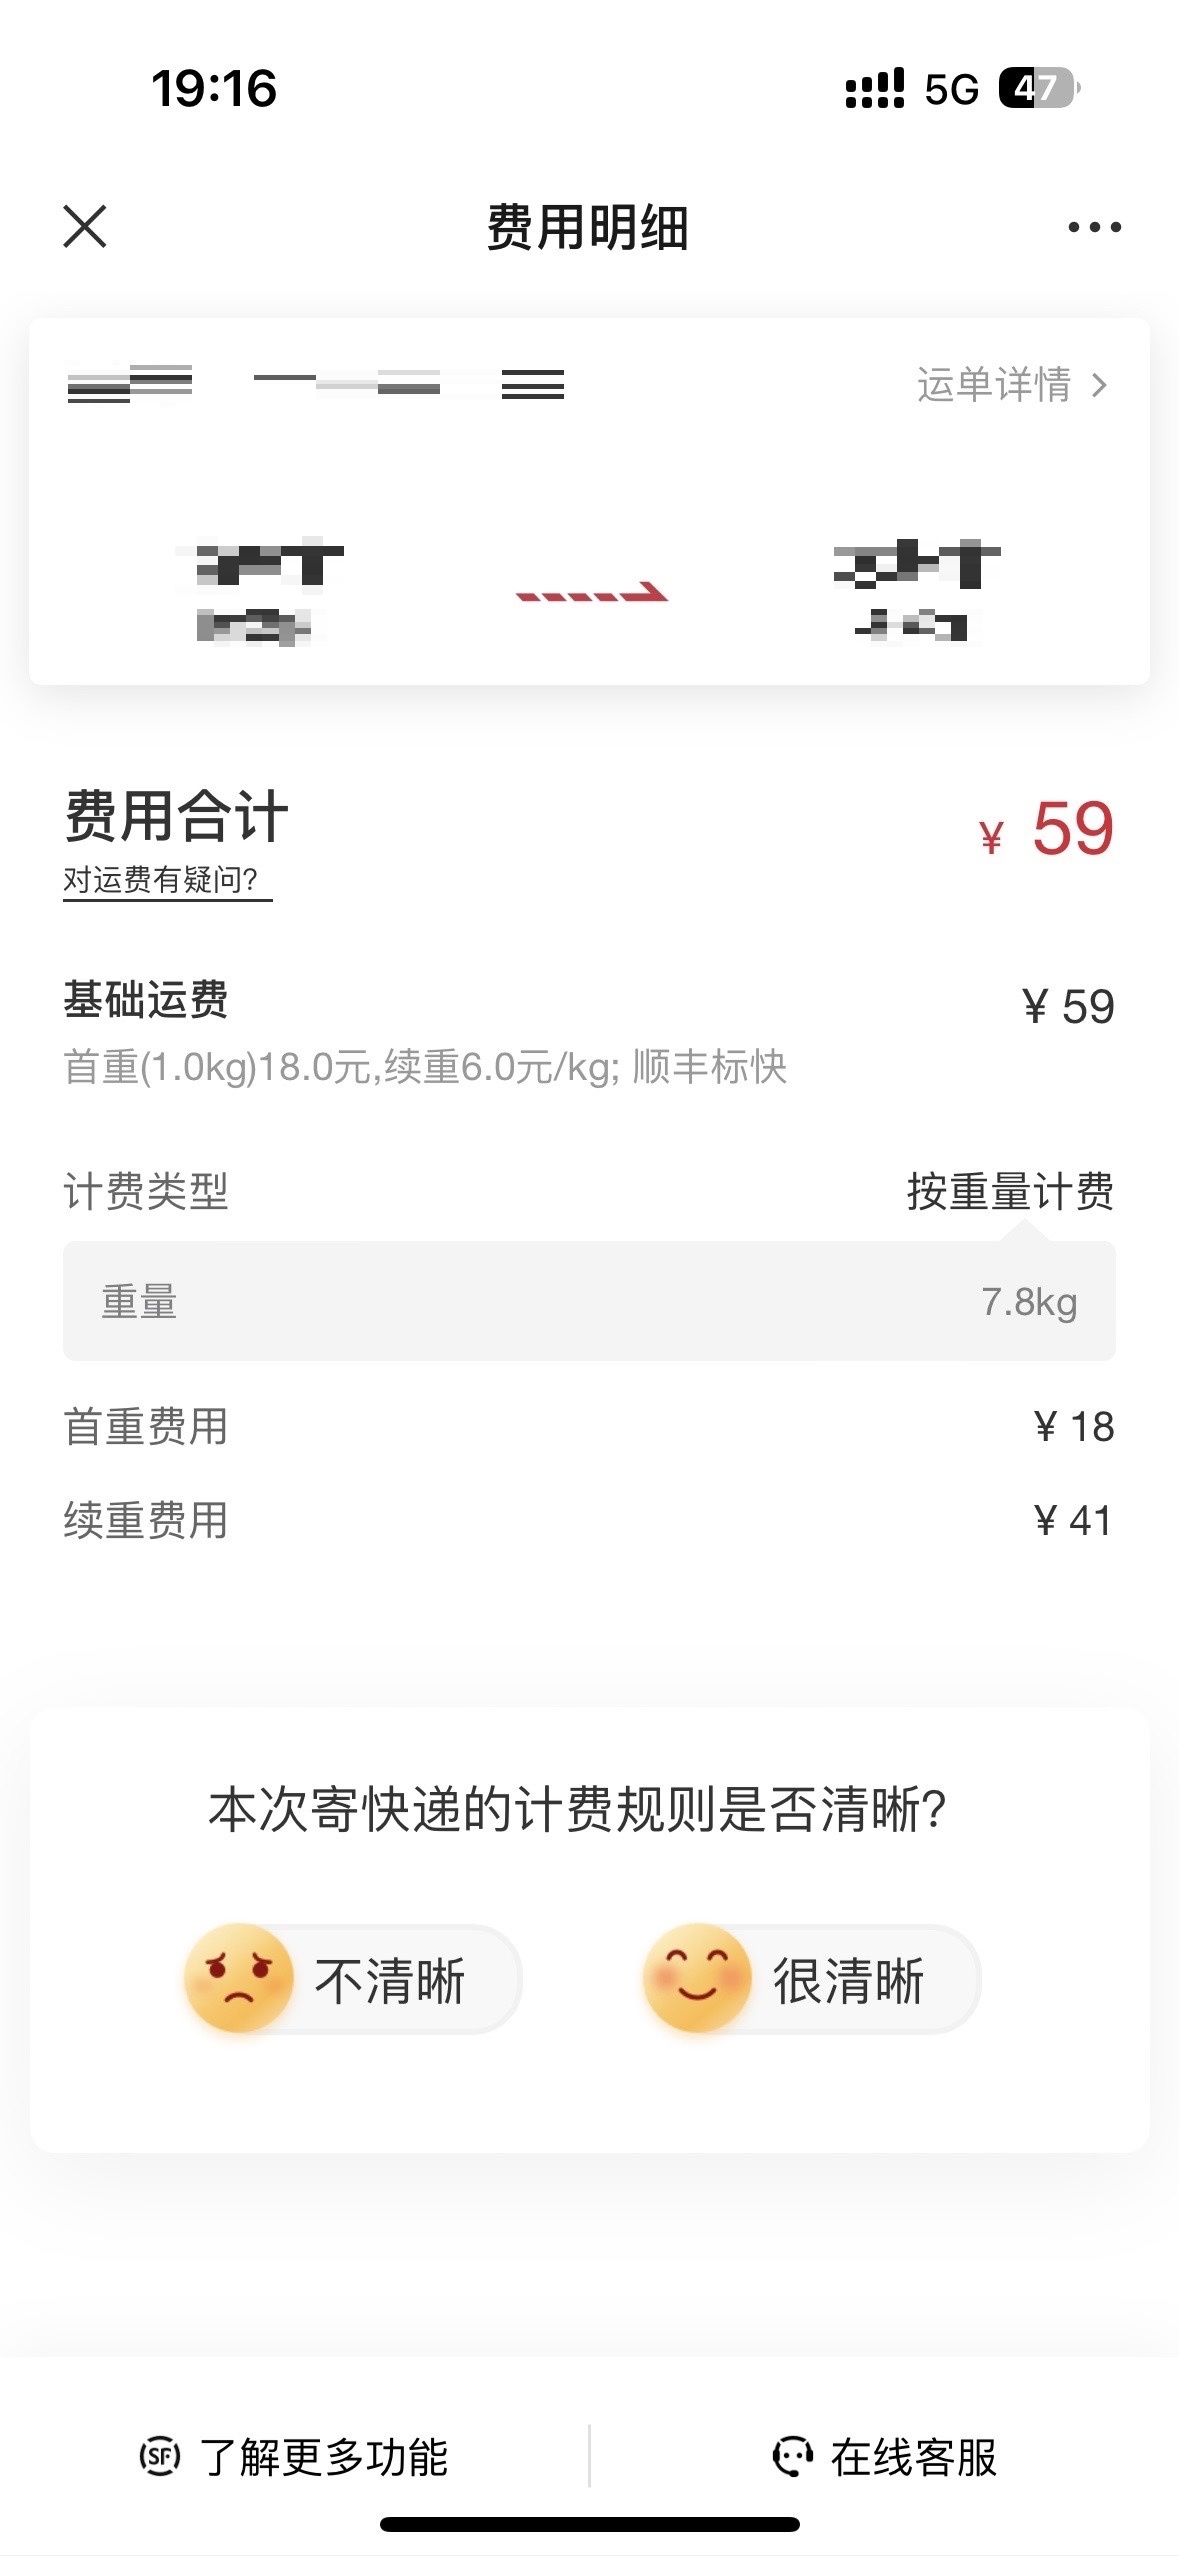 19:16
5G 47
费用明细
运单详情
费用合计
¥ 59
对运费有疑问?
基础运费
¥ 59
首重(1.0kg)18.0元,续重6.0元/kg; 顺丰标快
计费类型
按重量计费
重量
7.8kg
首重费用
¥ 18
续重费用
¥ 41
本次寄快递的计费规则是否清晰?
不清晰
很清晰
SF 了解更多功能
在线客服